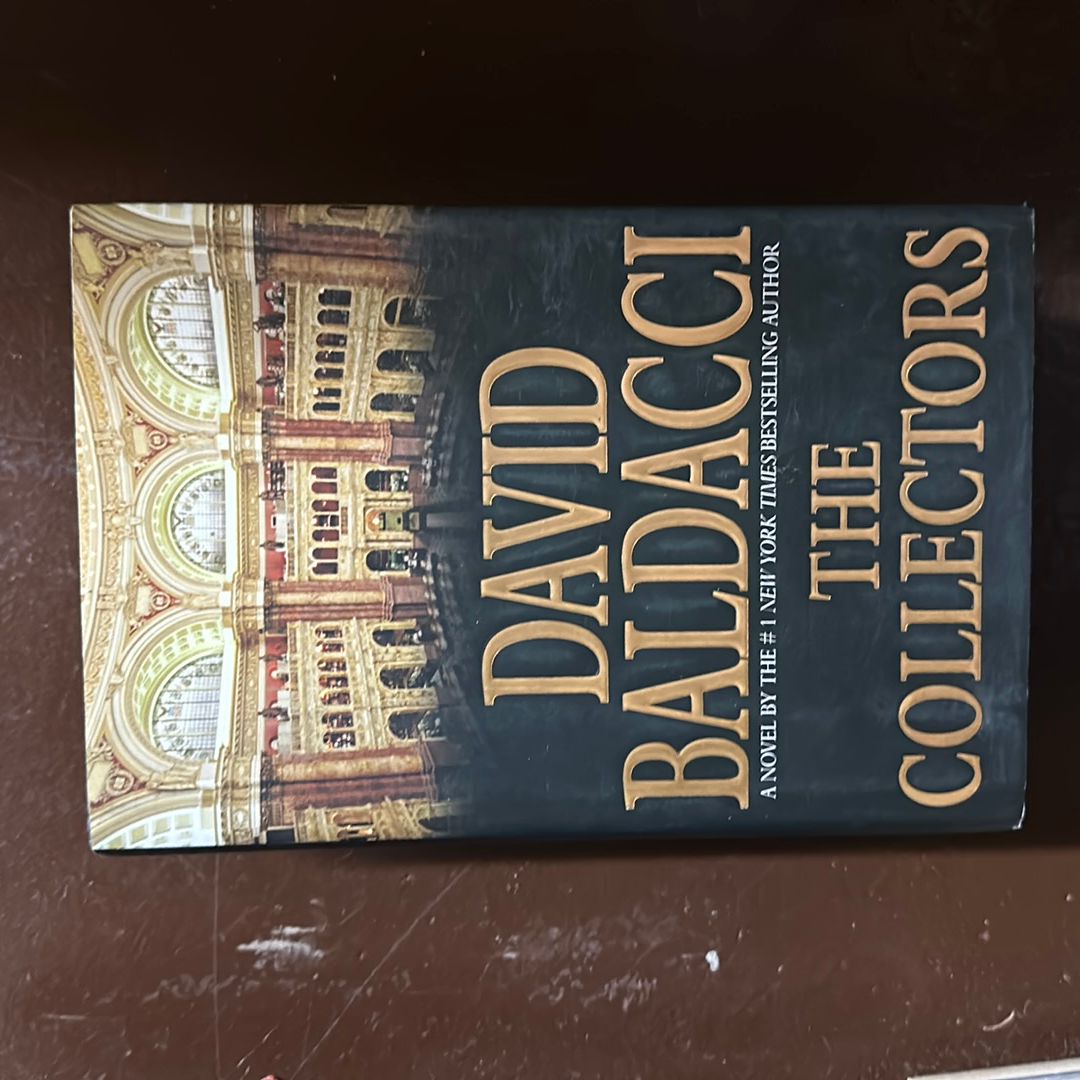 DAVID
BALDACCI
A NOVEL BY THE #1 NEW YORK TIMES BESTSELLING AUTHOR
THE
COLLECTORS